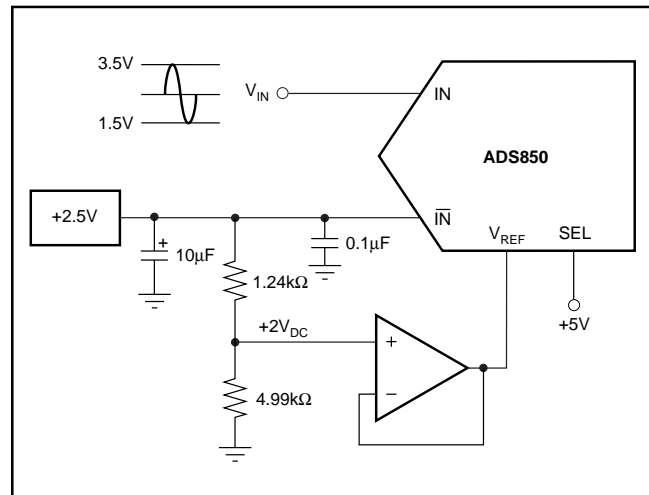 3.5V
1.5V
V_IN
IN
ADS850
+2.5V
I̅N̅
V_REF
SEL
+
10µF
0.1µF
1.24kΩ
+5V
+2V_DC
+
−
4.99kΩ